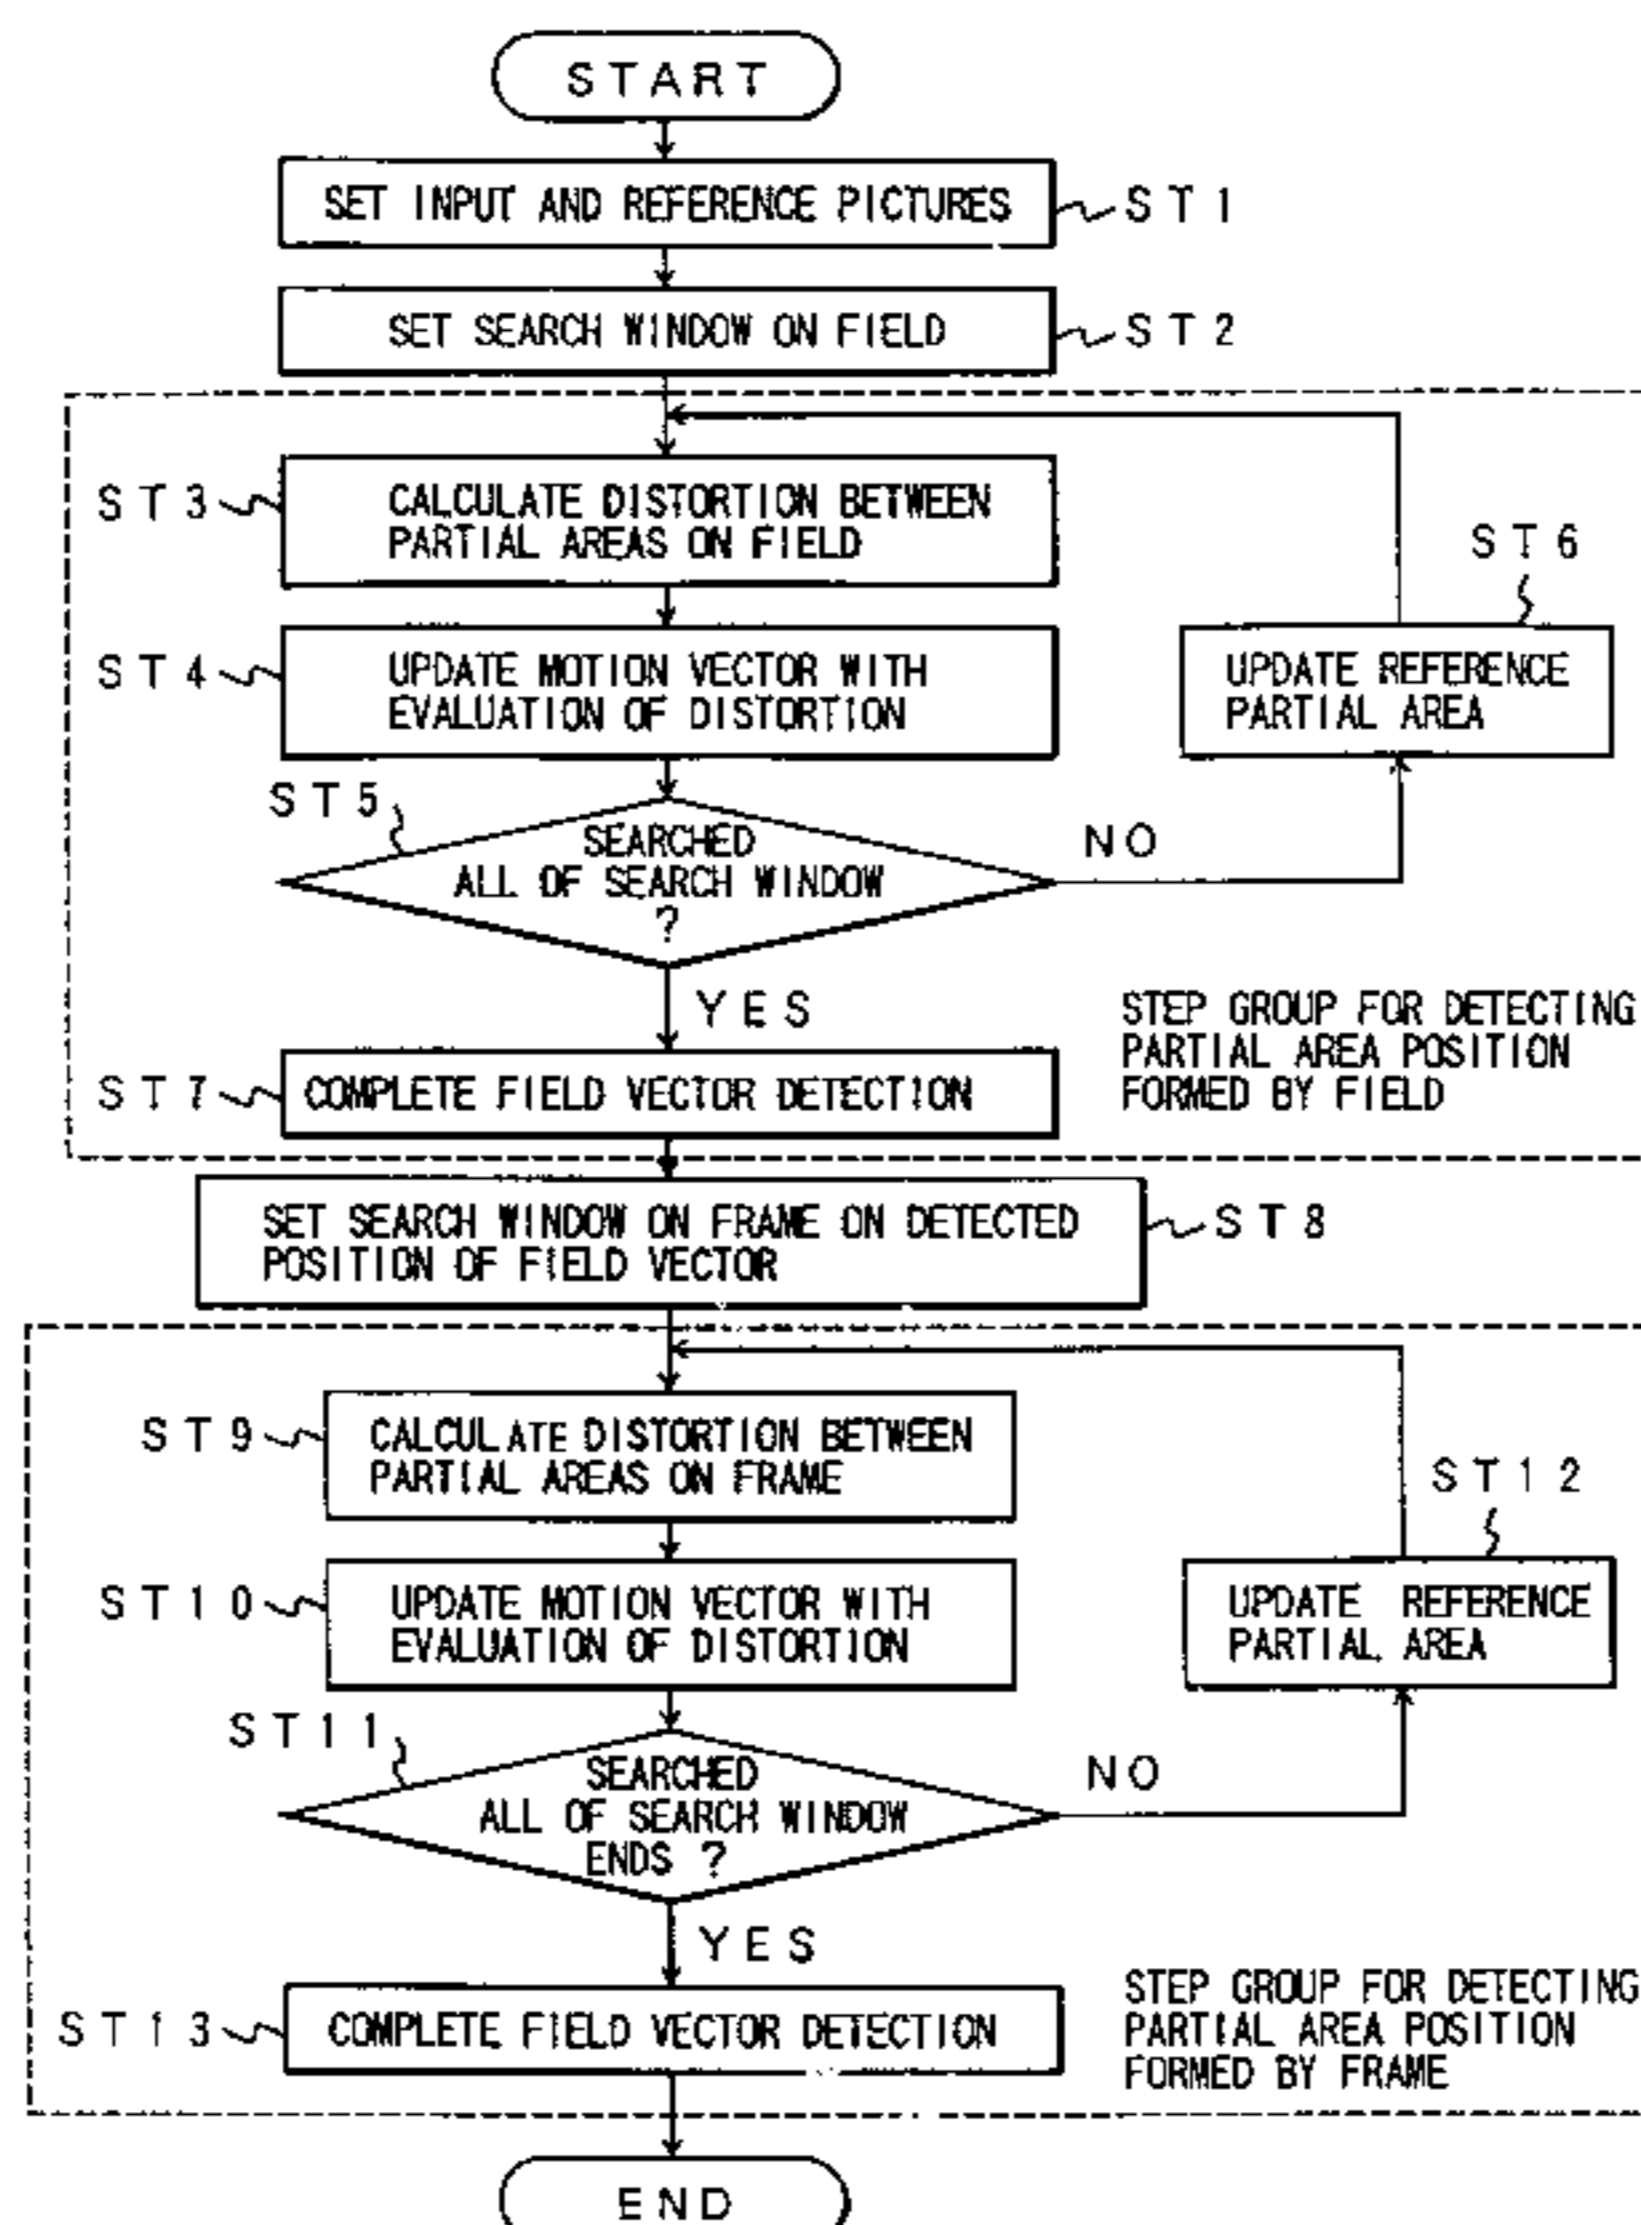 START
SET INPUT AND REFERENCE PICTURES
ST1
SET SEARCH WINDOW ON FIELD
ST2
ST3
CALCULATE DISTORTION BETWEEN
PARTIAL AREAS ON FIELD
ST6
ST4
UPDATE MOTION VECTOR WITH
EVALUATION OF DISTORTION
UPDATE REFERENCE
PARTIAL AREA
ST5
SEARCHED
ALL OF SEARCH WINDOW
?
NO
YES
STEP GROUP FOR DETECTING
PARTIAL AREA POSITION
FORMED BY FIELD
ST7
COMPLETE FIELD VECTOR DETECTION
SET SEARCH WINDOW ON FRAME ON DETECTED
POSITION OF FIELD VECTOR
ST8
ST9
CALCULATE DISTORTION BETWEEN
PARTIAL AREAS ON FRAME
ST12
ST10
UPDATE MOTION VECTOR WITH
EVALUATION OF DISTORTION
UPDATE REFERENCE
PARTIAL AREA
ST11
SEARCHED
ALL OF SEARCH WINDOW
ENDS ?
NO
YES
STEP GROUP FOR DETECTING
PARTIAL AREA POSITION
FORMED BY FRAME
ST13
COMPLETE FIELD VECTOR DETECTION
END